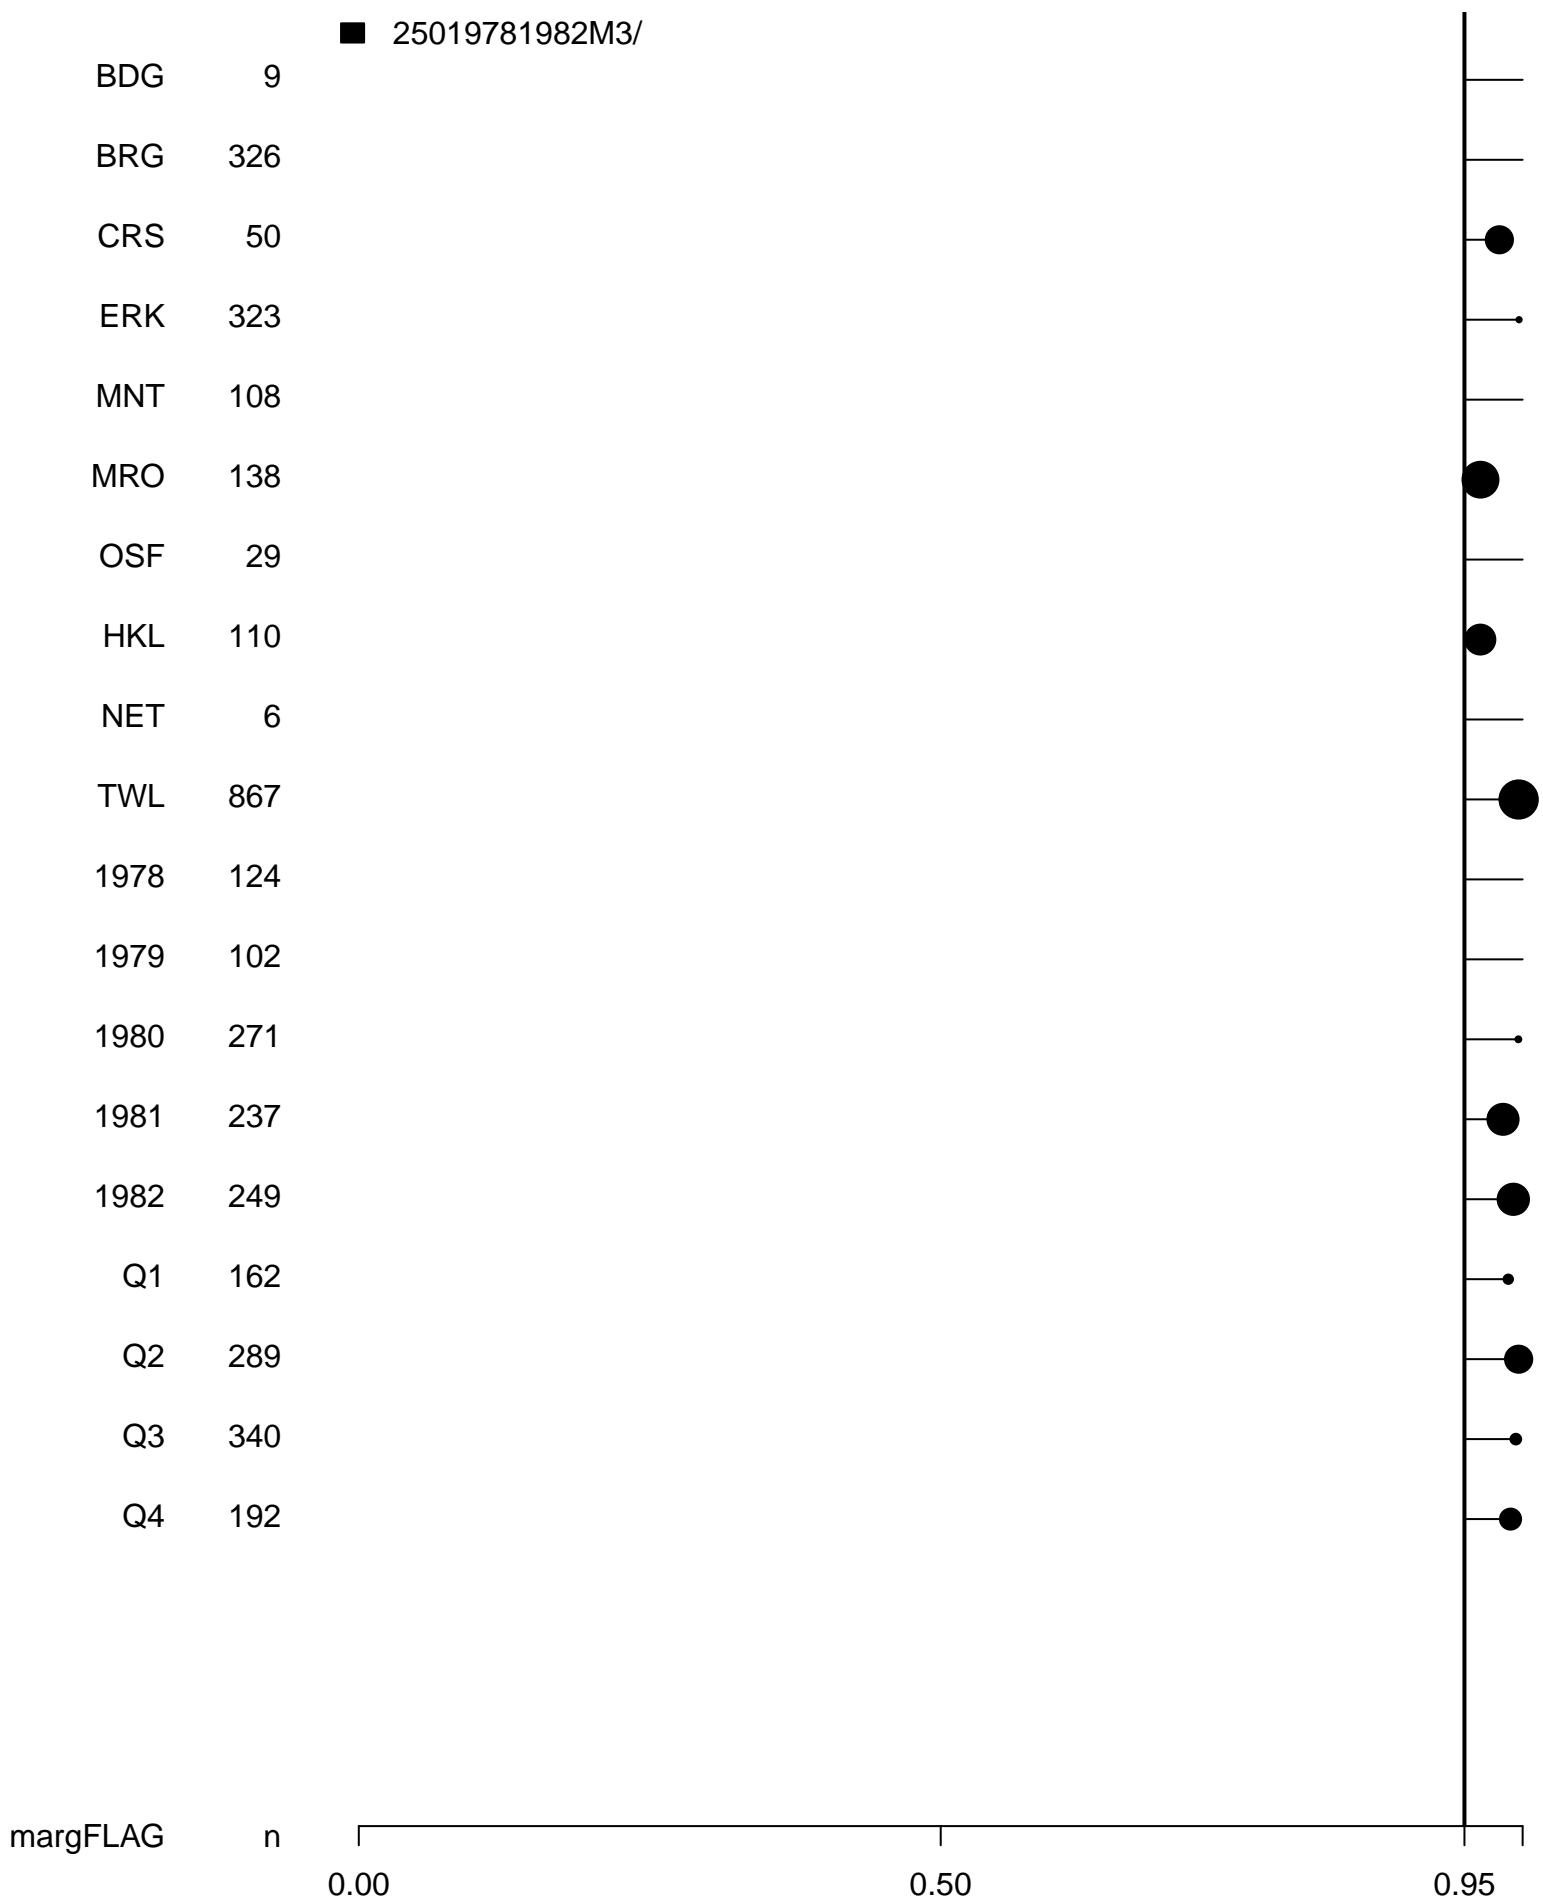 25019781982M3/
BDG 9
BRG 326
CRS 50
ERK 323
MNT 108
MRO 138
OSF 29
HKL 110
NET 6
TWL 867
1978 124
1979 102
1980 271
1981 237
1982 249
Q1 162
Q2 289
Q3 340
Q4 192
margFLAG n
0.00 0.50 0.95